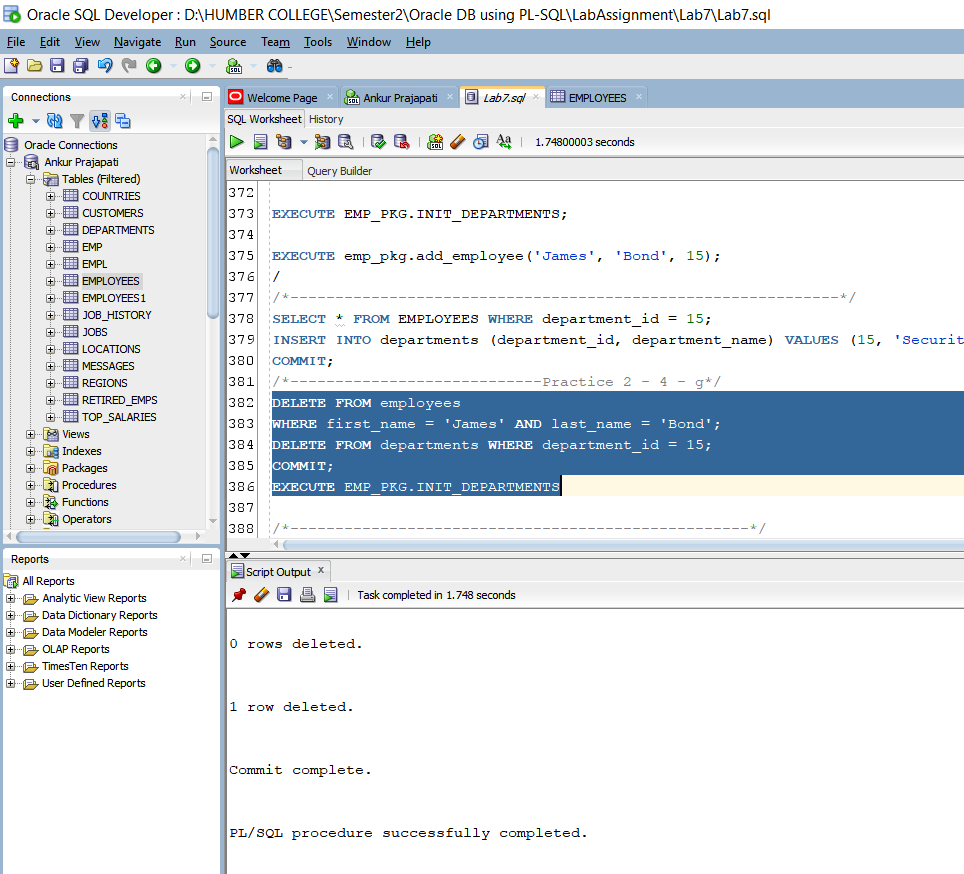 Oracle SQL Developer : D:\HUMBER COLLEGE\Semester2\Oracle DB using PL-SQL\LabAssignment\Lab7\Lab7.sql
File Edit View Navigate Run Source Team Tools Window Help
Connections
Oracle Connections
Ankur Prajapati
Tables (Filtered)
COUNTRIES
CUSTOMERS
DEPARTMENTS
EMP
EMPL
EMPLOYEES
EMPLOYEES1
JOB_HISTORY
JOBS
LOCATIONS
MESSAGES
REGIONS
RETIRED_EMPS
TOP_SALARIES
Views
Indexes
Packages
Procedures
Functions
Operators
Reports
All Reports
Analytic View Reports
Data Dictionary Reports
Data Modeler Reports
OLAP Reports
TimesTen Reports
User Defined Reports
Welcome Page Ankur Prajapati Lab7.sql EMPLOYEES
SQL Worksheet History
1.74800003 seconds
Worksheet Query Builder
372
373 EXECUTE EMP_PKG.INIT_DEPARTMENTS;
374
375 EXECUTE emp_pkg.add_employee('James', 'Bond', 15);
376 /
377 /*-------------------------------------------------------------*/
378 SELECT * FROM EMPLOYEES WHERE department_id = 15;
379 INSERT INTO departments (department_id, department_name) VALUES (15, 'Securit
380 COMMIT;
381 /*----------------------------Practice 2 - 4 - g*/
382 DELETE FROM employees
383 WHERE first_name = 'James' AND last_name = 'Bond';
384 DELETE FROM departments WHERE department_id = 15;
385 COMMIT;
386 EXECUTE EMP_PKG.INIT_DEPARTMENTS
387
388 /*---------------------------------------------------*/
Script Output
Task completed in 1.748 seconds
0 rows deleted.
1 row deleted.
Commit complete.
PL/SQL procedure successfully completed.